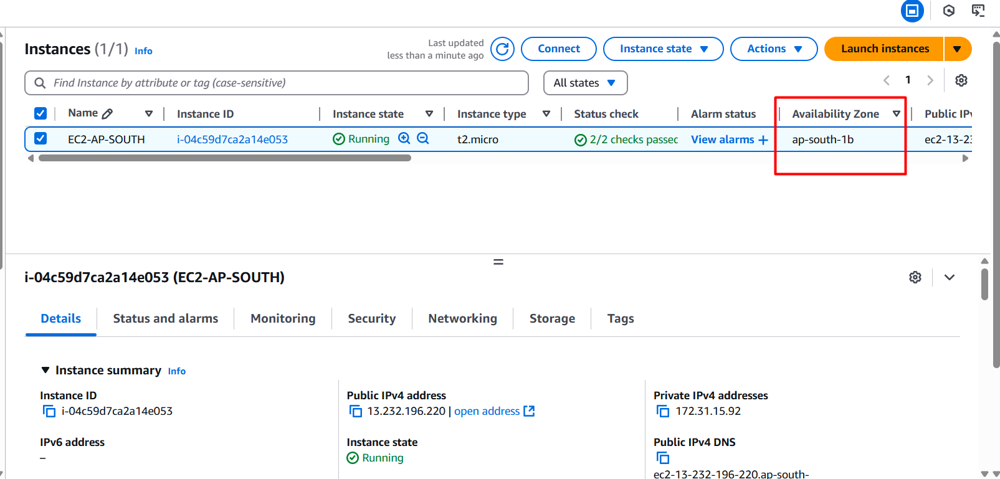 Instances (1/1) Info
Last updated
less than a minute ago
Connect
Instance state
Actions
Launch instances
Find Instance by attribute or tag (case-sensitive)
All states
1
Name
Instance ID
Instance state
Instance type
Status check
Alarm status
Availability Zone
Public IPv
EC2-AP-SOUTH
i-04c59d7ca2a14e053
Running
t2.micro
2/2 checks passed
View alarms +
ap-south-1b
ec2-13-23
i-04c59d7ca2a14e053 (EC2-AP-SOUTH)
Details
Status and alarms
Monitoring
Security
Networking
Storage
Tags
Instance summary Info
Instance ID
i-04c59d7ca2a14e053
Public IPv4 address
13.232.196.220 | open address
Private IPv4 addresses
172.31.15.92
IPv6 address
–
Instance state
Running
Public IPv4 DNS
ec2-13-232-196-220.ap-south-